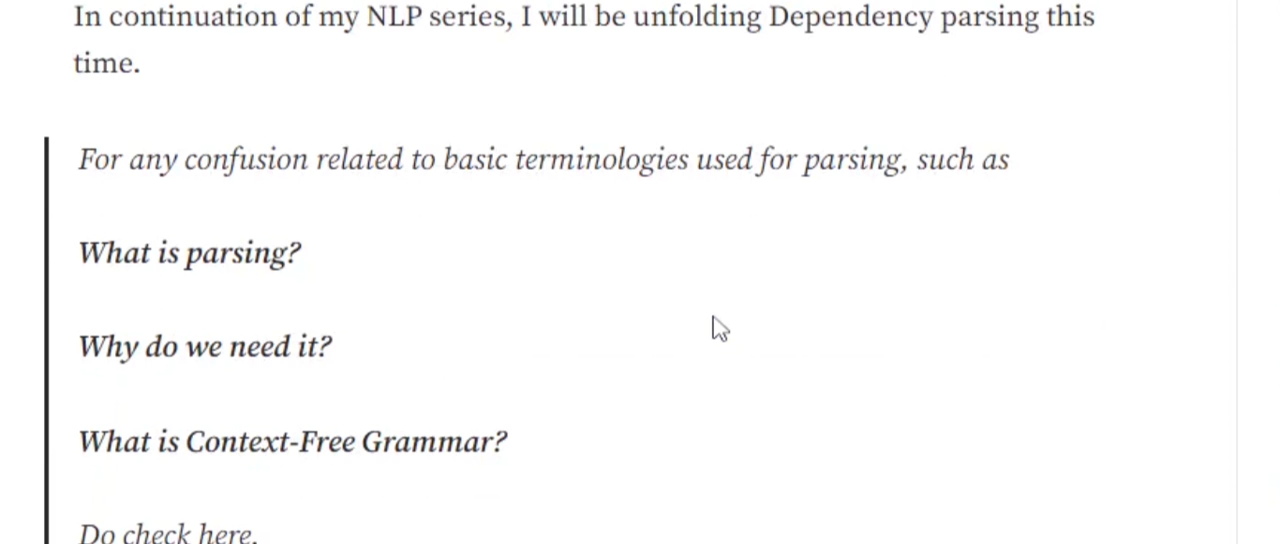 In continuation of my NLP series, I will be unfolding Dependency parsing this
time.
For any confusion related to basic terminologies used for parsing, such as
What is parsing?
Why do we need it?
What is Context-Free Grammar?
Do check here.